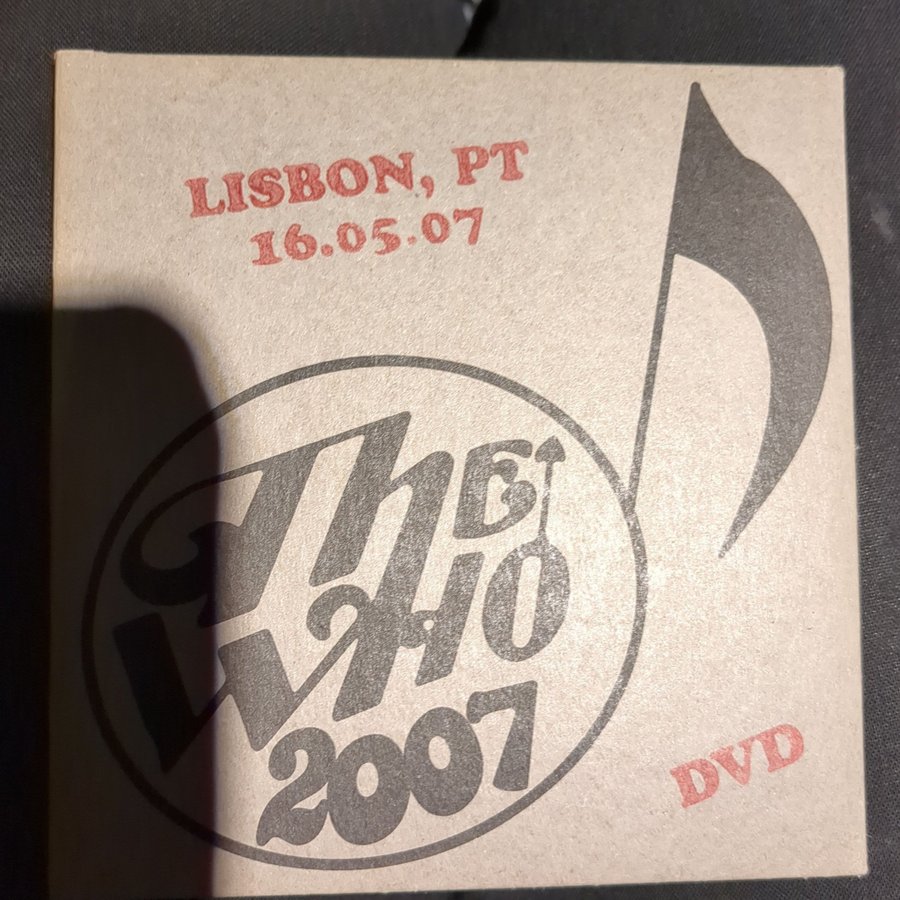 LISBON, PT
16.05.07
The
WHO
2007
DVD